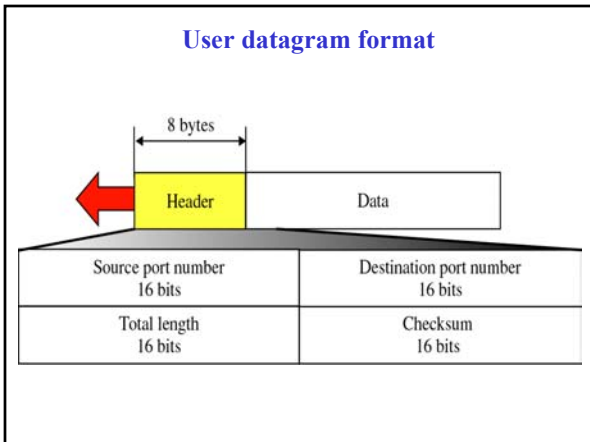 User datagram format
8 bytes
Header
Data
Source port number
16 bits
Destination port number
16 bits
Total length
16 bits
Checksum
16 bits